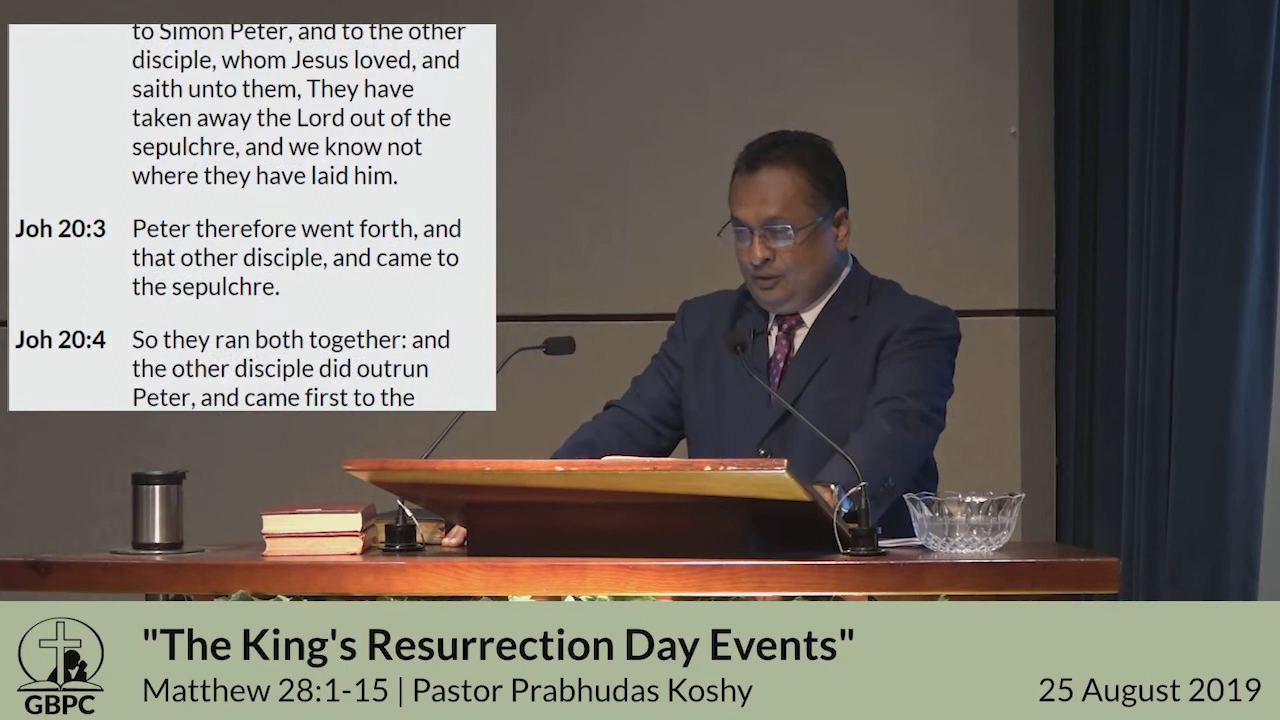 to Simon Peter, and to the other
disciple, whom Jesus loved, and
saith unto them, They have
taken away the Lord out of the
sepulchre, and we know not
where they have laid him.
Joh 20:3 Peter therefore went forth, and
that other disciple, and came to
the sepulchre.
Joh 20:4 So they ran both together: and
the other disciple did outrun
Peter, and came first to the
"The King's Resurrection Day Events"
Matthew 28:1-15 | Pastor Prabhudas Koshy
25 August 2019
GBPC